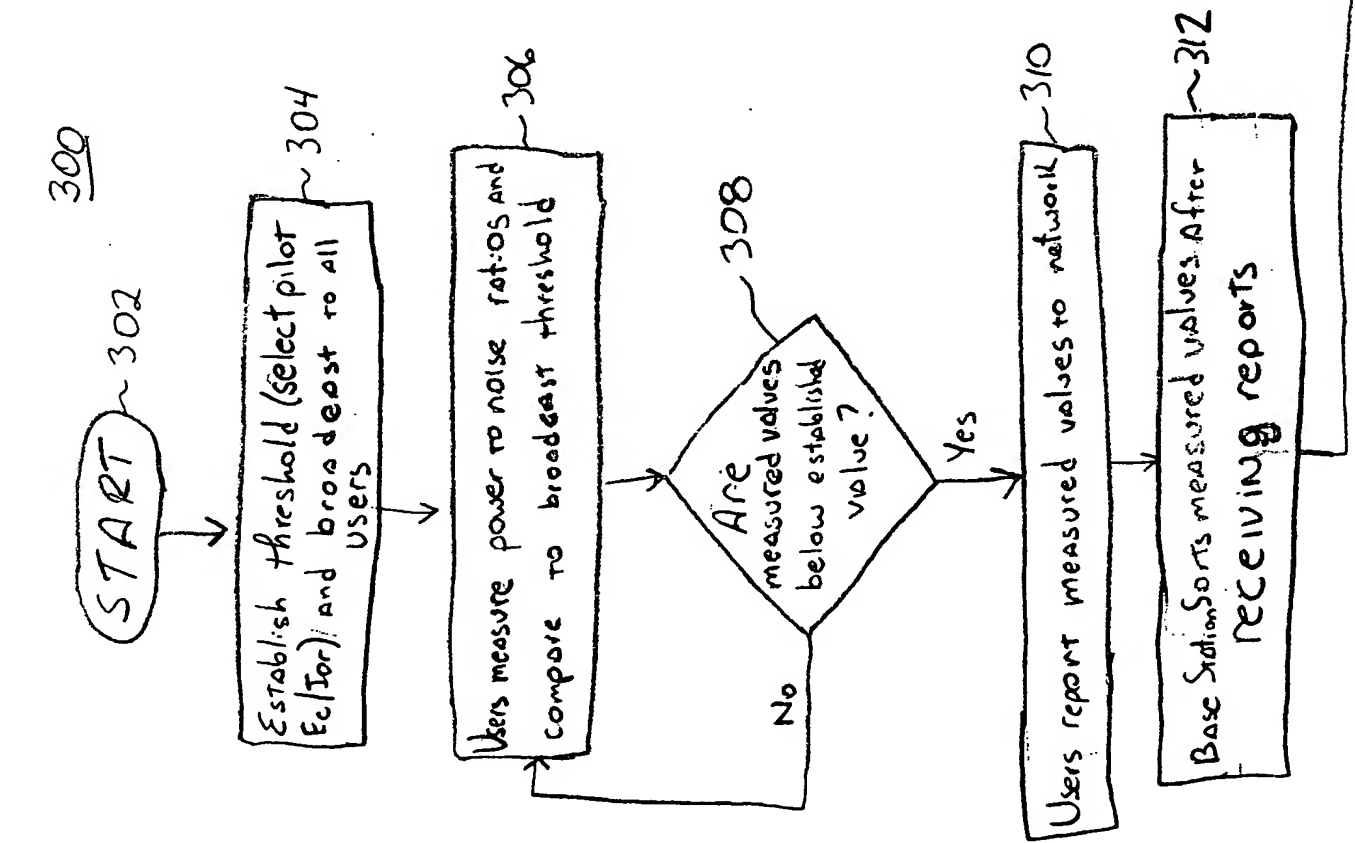 300
START
302
Establish threshold (select pilot
Ec/Ior) and broadcast to all
users
304
Users measure power to noise ratios and
compare to broadcast threshold
306
Are
measured values
below established
value?
308
No
Yes
Users report measured values to network
310
Base Station Sorts measured values After
receiving reports
312